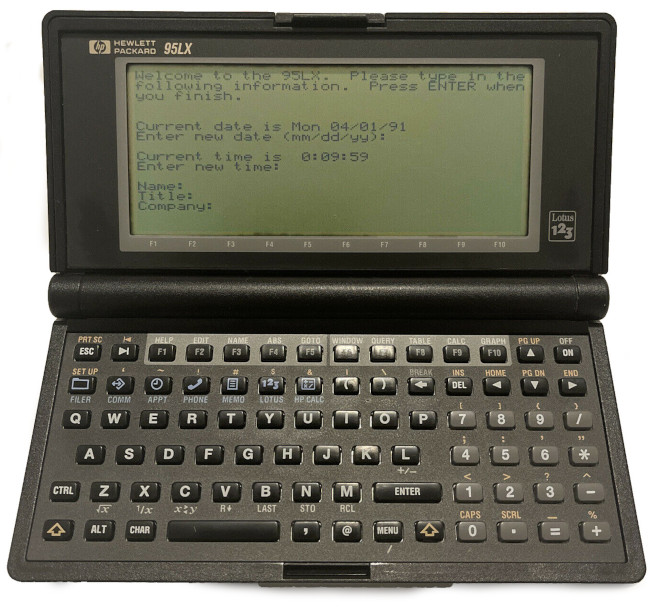 hp HEWLETT PACKARD 95LX
Welcome to the 95LX. Please type in the
following information. Press ENTER when
you finish.
Current date is Mon 04/01/91
Enter new date (mm/dd/yy):
Current time is 0:09:59
Enter new time:
Name:
Title:
Company:
Lotus
123
F1 F2 F3 F4 F5 F6 F7 F8 F9 F10
PRT SC HELP EDIT NAME ABS GOTO WINDOW QUERY TABLE CALC GRAPH PG UP OFF
ESC F1 F2 F3 F4 F5 F8 F9 F10 ▲ ON
SET UP ~ ! # $ & | \ BREAK INS HOME PG DN END
123 ( ) DEL ◄ ▼ ►
FILER COMM APPT PHONE MEMO LOTUS HP CALC
[ ] { }
Q W E R T Y U I O P 7 8 9 /
; : , "
A S D F G H J K L 4 5 6 *
+/−
< > ? ^
CTRL Z X C V B N M ENTER 1 2 3 −
√x 1/x x≷y R↓ LAST STO RCL CAPS SCRL _ %
ALT CHAR , @ MENU 0 . = +
/